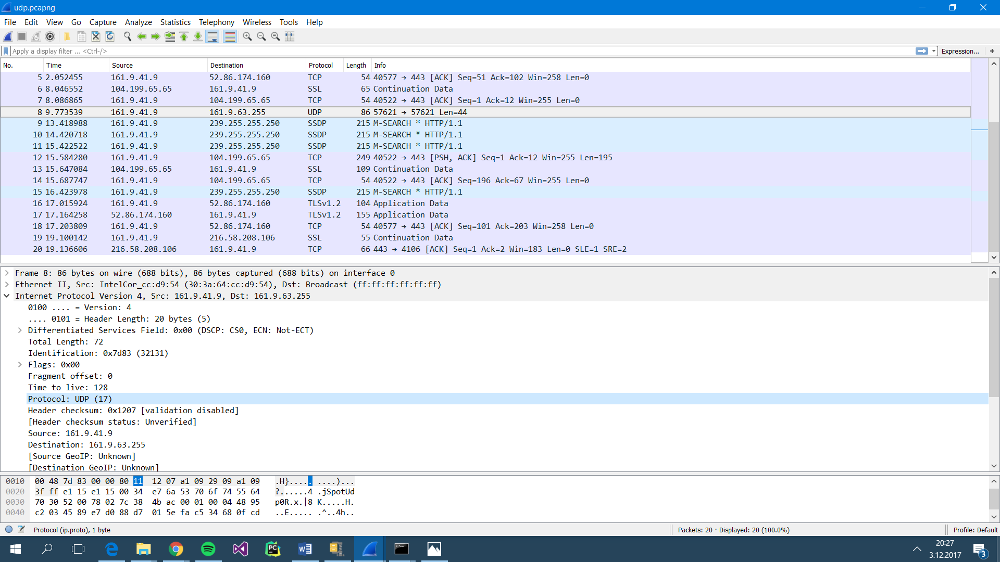 udp.pcapng
File Edit View Go Capture Analyze Statistics Telephony Wireless Tools Help
Apply a display filter ... <Ctrl-/> Expression... +
No. Time Source Destination Protocol Length Info
5 2.052455 161.9.41.9 52.86.174.160 TCP 54 40577 → 443 [ACK] Seq=51 Ack=102 Win=258 Len=0
6 8.046552 104.199.65.65 161.9.41.9 SSL 65 Continuation Data
7 8.086865 161.9.41.9 104.199.65.65 TCP 54 40522 → 443 [ACK] Seq=1 Ack=12 Win=255 Len=0
8 9.773539 161.9.41.9 161.9.63.255 UDP 86 57621 → 57621 Len=44
9 13.418988 161.9.41.9 239.255.255.250 SSDP 215 M-SEARCH * HTTP/1.1
10 14.420718 161.9.41.9 239.255.255.250 SSDP 215 M-SEARCH * HTTP/1.1
11 15.422522 161.9.41.9 239.255.255.250 SSDP 215 M-SEARCH * HTTP/1.1
12 15.584280 161.9.41.9 104.199.65.65 TCP 249 40522 → 443 [PSH, ACK] Seq=1 Ack=12 Win=255 Len=195
13 15.647084 104.199.65.65 161.9.41.9 SSL 109 Continuation Data
14 15.687747 161.9.41.9 104.199.65.65 TCP 54 40522 → 443 [ACK] Seq=196 Ack=67 Win=255 Len=0
15 16.423978 161.9.41.9 239.255.255.250 SSDP 215 M-SEARCH * HTTP/1.1
16 17.015924 161.9.41.9 52.86.174.160 TLSv1.2 104 Application Data
17 17.164258 52.86.174.160 161.9.41.9 TLSv1.2 155 Application Data
18 17.203809 161.9.41.9 52.86.174.160 TCP 54 40577 → 443 [ACK] Seq=101 Ack=203 Win=258 Len=0
19 19.100142 161.9.41.9 216.58.208.106 SSL 55 Continuation Data
20 19.136606 216.58.208.106 161.9.41.9 TCP 66 443 → 4106 [ACK] Seq=1 Ack=2 Win=183 Len=0 SLE=1 SRE=2
Frame 8: 86 bytes on wire (688 bits), 86 bytes captured (688 bits) on interface 0
Ethernet II, Src: IntelCor_cc:d9:54 (30:3a:64:cc:d9:54), Dst: Broadcast (ff:ff:ff:ff:ff:ff)
Internet Protocol Version 4, Src: 161.9.41.9, Dst: 161.9.63.255
0100 .... = Version: 4
.... 0101 = Header Length: 20 bytes (5)
Differentiated Services Field: 0x00 (DSCP: CS0, ECN: Not-ECT)
Total Length: 72
Identification: 0x7d83 (32131)
Flags: 0x00
Fragment offset: 0
Time to live: 128
Protocol: UDP (17)
Header checksum: 0x1207 [validation disabled]
[Header checksum status: Unverified]
Source: 161.9.41.9
Destination: 161.9.63.255
[Source GeoIP: Unknown]
[Destination GeoIP: Unknown]
0010 00 48 7d 83 00 00 80 11 12 07 a1 09 29 09 a1 09 .H}..... ....)...
0020 3f ff e1 15 e1 15 00 34 e7 6a 53 70 6f 74 55 64 ?......4 .jSpotUd
0030 70 30 52 00 78 02 7c 38 4b ac 00 01 00 04 48 95 p0R.x.|8 K.....H.
0040 c2 03 45 89 e7 d0 88 d7 01 5e fa c5 34 68 0f cd ..E..... .^..4h..
Protocol (ip.proto), 1 byte Packets: 20 · Displayed: 20 (100.0%) Profile: Default
PC W 20:27
3.12.2017 3